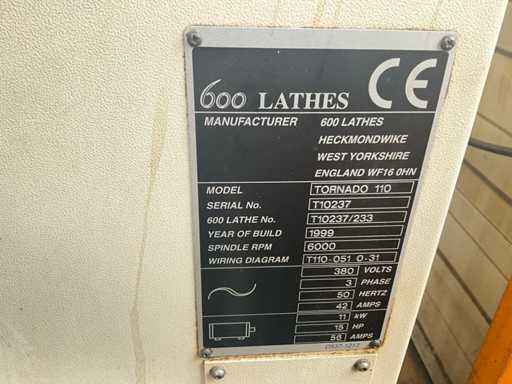 600 LATHES CE
MANUFACTURER 600 LATHES
HECKMONDWIKE
WEST YORKSHIRE
ENGLAND WF16 0HN
MODEL TORNADO 110
SERIAL No. T10237
600 LATHE No. T10237/233
YEAR OF BUILD 1999
SPINDLE RPM 6000
WIRING DIAGRAM T110-051 0-31
380 VOLTS
3 PHASE
50 HERTZ
42 AMPS
11 kW
15 HP
56 AMPS